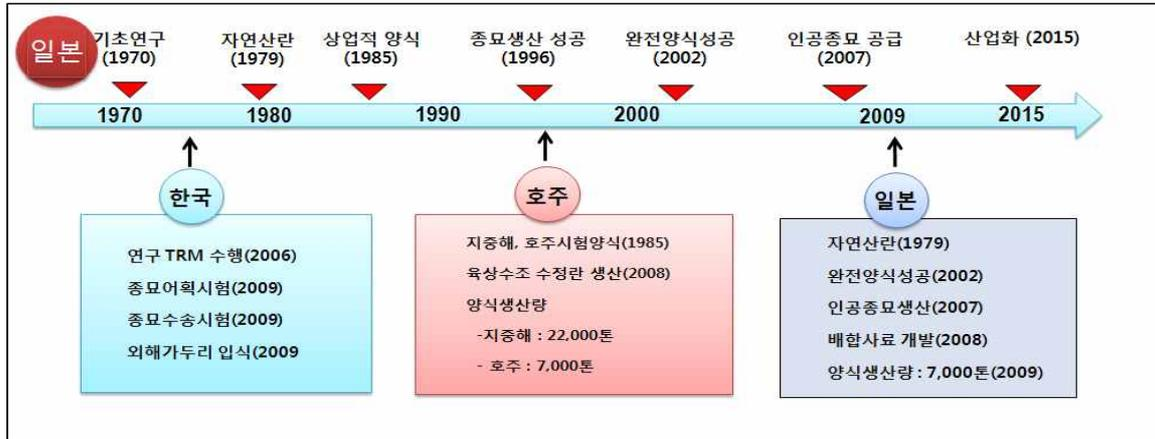 일본
기초연구 자연산란 상업적 양식 종묘생산 성공 완전양식성공 인공종묘 공급 산업화 (2015)
(1970) (1979) (1985) (1996) (2002) (2007)
1970 1980 1990 2000 2009 2015
한국
연구 TRM 수행(2006)
종묘어획시험(2009)
종묘수송시험(2009)
외해가두리 입식(2009
호주
지중해, 호주시험양식(1985)
육상수조 수정란 생산(2008)
양식생산량
-지중해 : 22,000톤
- 호주 : 7,000톤
일본
자연산란(1979)
완전양식성공(2002)
인공종묘생산(2007)
배합사료 개발(2008)
양식생산량 : 7,000톤(2009)